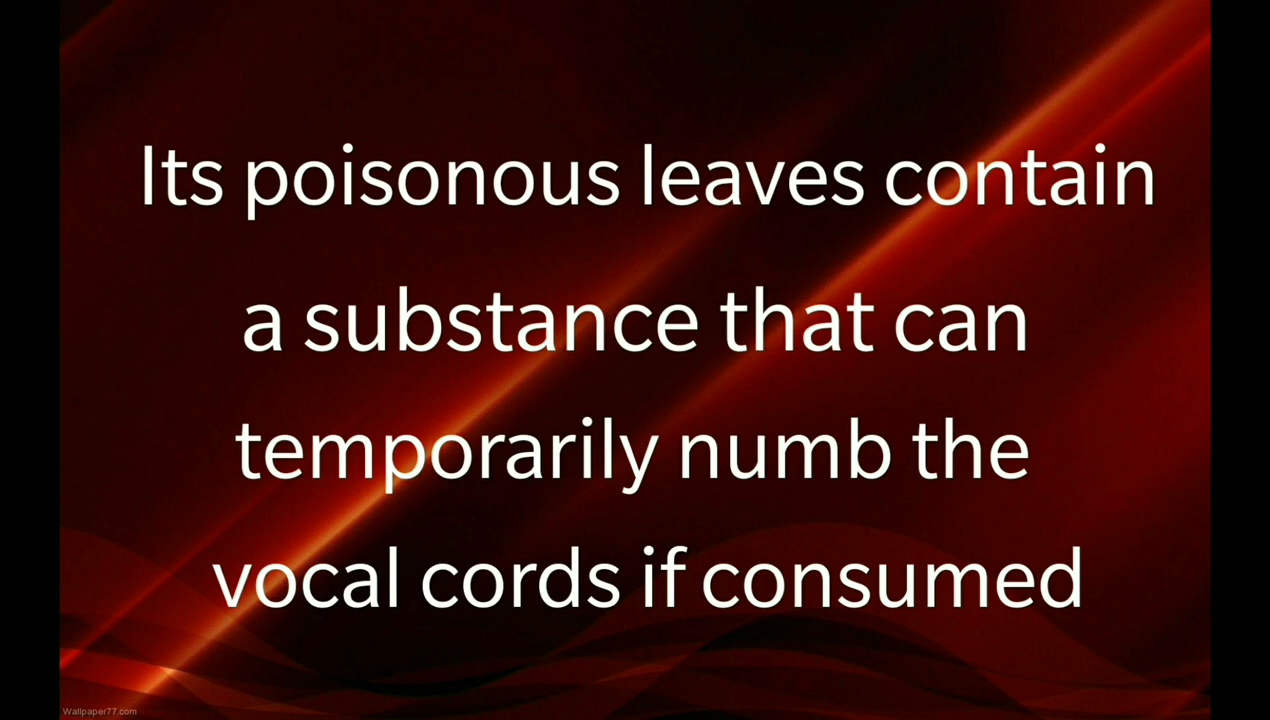 Its poisonous leaves contain
a substance that can
temporarily numb the
vocal cords if consumed
Wallpaper77.com